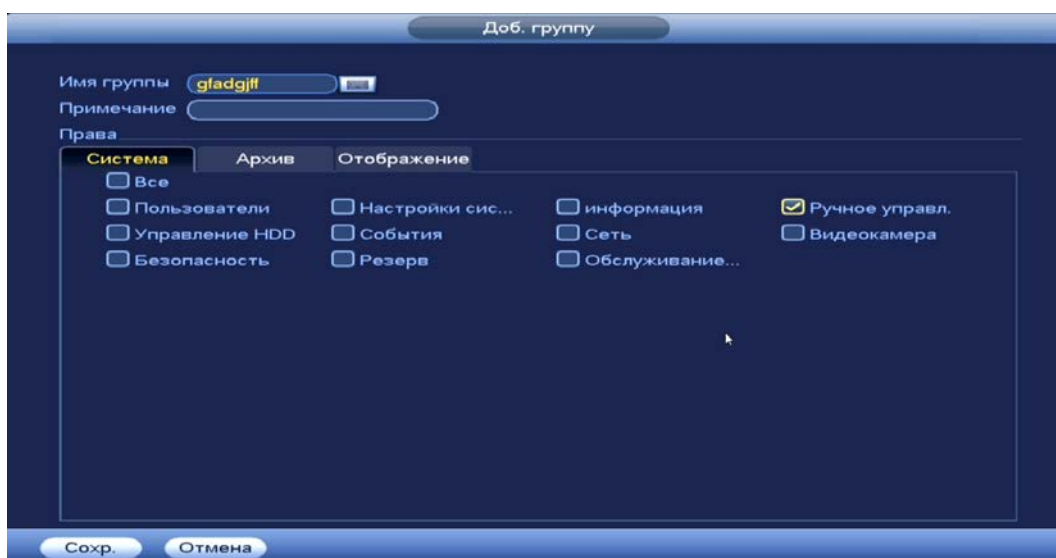 Доб. группу
Имя группы gfadgjff
Примечание
Права
Система Архив Отображение
Все
Пользователи Настройки сис... информация Ручное управл.
Управление HDD События Сеть Видеокамера
Безопасность Резерв Обслуживание...
Сохр. Отмена